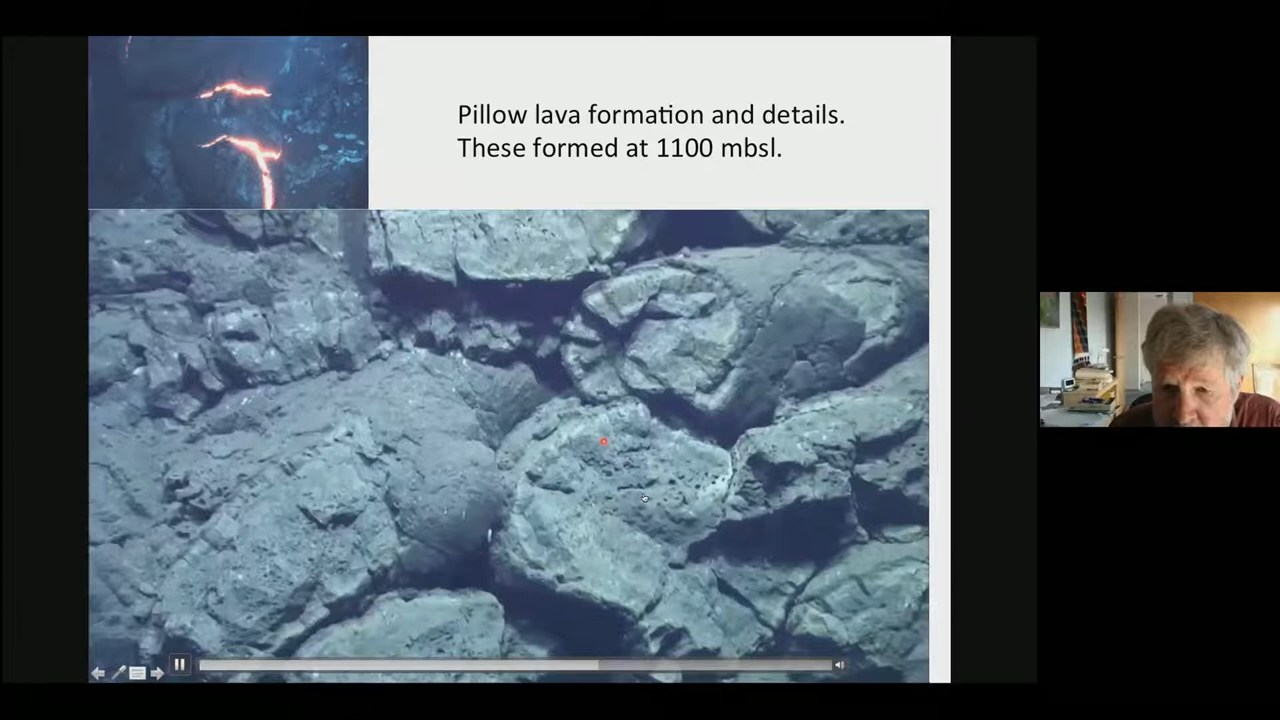 Pillow lava formation and details.
These formed at 1100 mbsl.